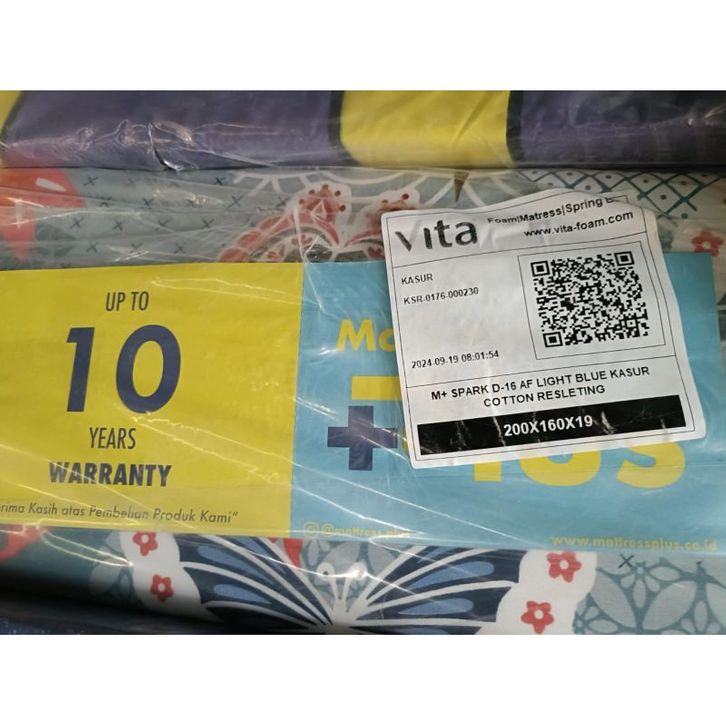 Foam|Matress|Spring
vita
www.vita-foam.com
KASUR
KSR-0176-000230
2024-09-19 08:01:54
M+ SPARK D-16 AF LIGHT BLUE KASUR
COTTON RESLETING
200X160X19
UP TO
10
YEARS
WARRANTY
Kasih atas Pembelian Produk Kami"
@mattress.plus
www.mattressplus.co.id